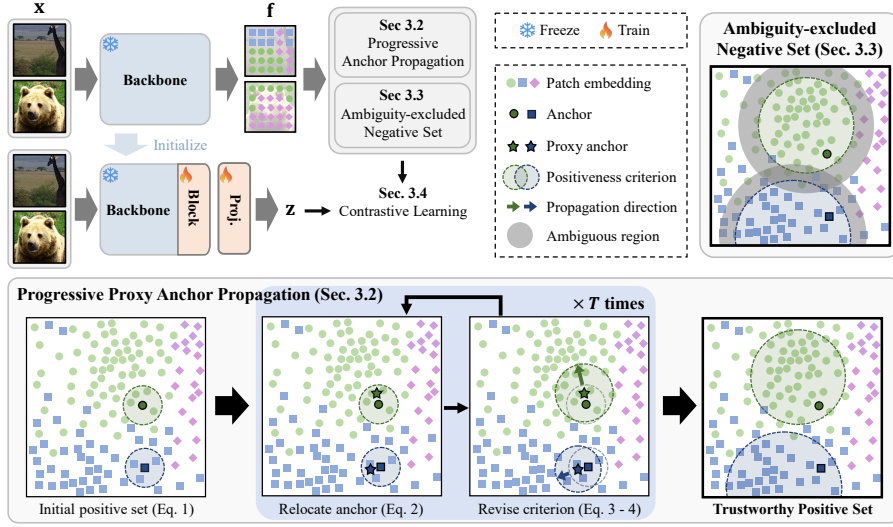 x
f
Backbone
Sec 3.2
Progressive
Anchor Propagation
Sec 3.3
Ambiguity-excluded
Negative Set
Initialize
Backbone
Block
Proj.
z
Sec 3.4
Contrastive Learning
Freeze
Train
Patch embedding
Anchor
Proxy anchor
Positiveness criterion
Propagation direction
Ambiguous region
Ambiguity-excluded
Negative Set (Sec. 3.3)
Progressive Proxy Anchor Propagation (Sec. 3.2)
× T times
Initial positive set (Eq. 1)
Relocate anchor (Eq. 2)
Revise criterion (Eq. 3 - 4)
Trustworthy Positive Set